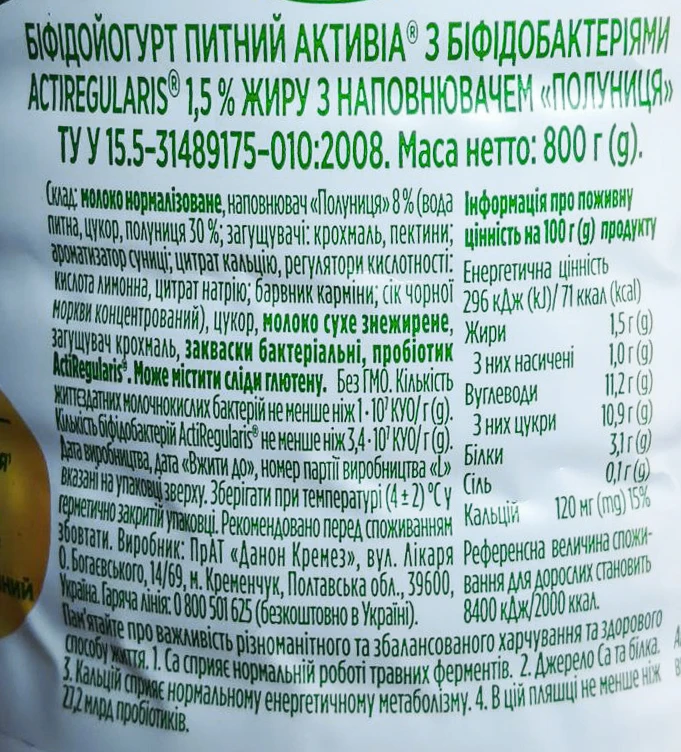 БІФІДОЙОГУРТ ПИТНИЙ АКТИВІА® З БІФІДОБАКТЕРІЯМИ
ACTIREGULARIS® 1,5 % ЖИРУ З НАПОВНЮВАЧЕМ «ПОЛУНИЦЯ»
ТУ У 15.5-31489175-010:2008. Маса нетто: 800 г (g).
Склад: молоко нормалізоване, наповнювач «Полуниця» 8 % (вода
питна, цукор, полуниця 30 %; загущувачі: крохмаль, пектини;
ароматизатор суниці; цитрат кальцію, регулятори кислотності:
кислота лимонна, цитрат натрію; барвник карміни; сік чорної
моркви концентрований), цукор, молоко сухе знежирене,
загущувач крохмаль, закваски бактеріальні, пробіотик
ActiRegularis®. Може містити сліди глютену. Без ГМО. Кількість
життєздатних молочнокислих бактерій не менше ніж 1 · 10⁷ КУО/г (g).
Кількість біфідобактерій ActiRegularis® не менше ніж 3,4 · 10⁷ КУО/г (g).
Дата виробництва, дата «Вжити до», номер партії виробництва «L»
вказані на упаковці зверху. Зберігати при температурі (4 ± 2) °C у
герметично закритій упаковці. Рекомендовано перед споживанням
збовтати. Виробник: ПрАТ «Данон Кремез», вул. Лікаря
О. Богаєвського, 14/69, м. Кременчук, Полтавська обл., 39600,
Україна. Гаряча лінія: 0 800 501 625 (безкоштовно в Україні).
Інформація про поживну
цінність на 100 г (g) продукту
Енергетична цінність
296 кДж (kJ)/ 71 ккал (kcal)
Жири 1,5 г (g)
З них насичені 1,0 г (g)
Вуглеводи 11,2 г (g)
З них цукри 10,9 г (g)
Білки 3,1 г (g)
Сіль 0,1 г (g)
Кальцій 120 мг (mg) 15%
Референсна величина спожи-
вання для дорослих становить
8400 кДж/2000 ккал.
Пам'ятайте про важливість різноманітного та збалансованого харчування та здорового
способу життя. 1. Ca сприяє нормальній роботі травних ферментів. 2. Джерело Ca та білка.
3. Кальцій сприяє нормальному енергетичному метаболізму. 4. В цій пляшці не менше ніж
27,2 млрд пробіотиків.